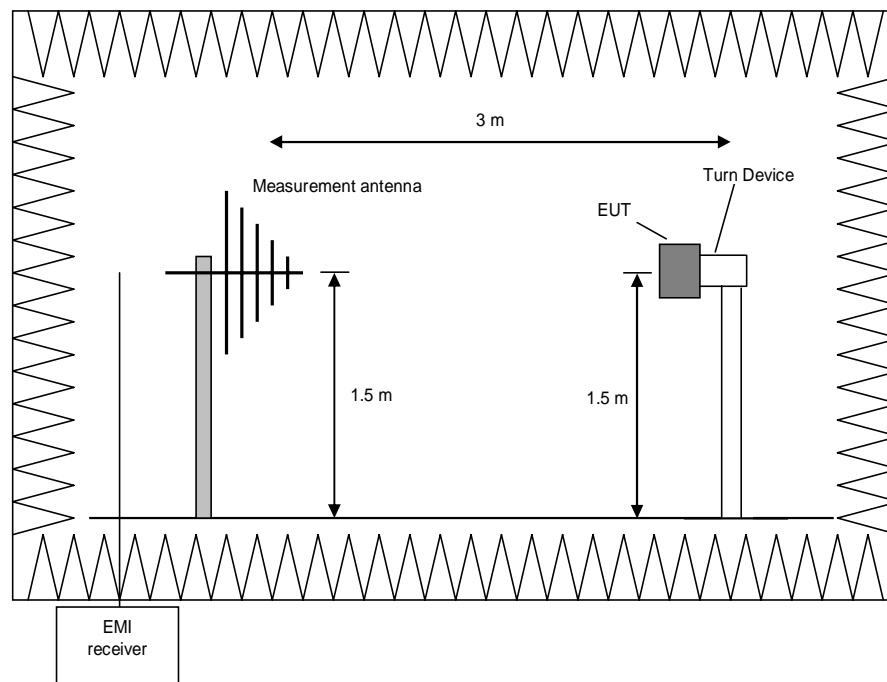 3 m
Measurement antenna
Turn Device
EUT
1.5 m
1.5 m
EMI
receiver